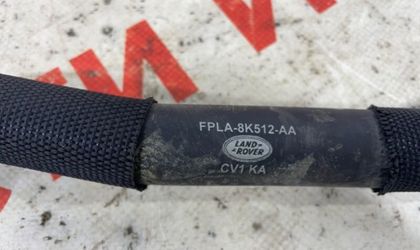 FPLA-8K512-AA
LAND-
ROVER
CV1 KA